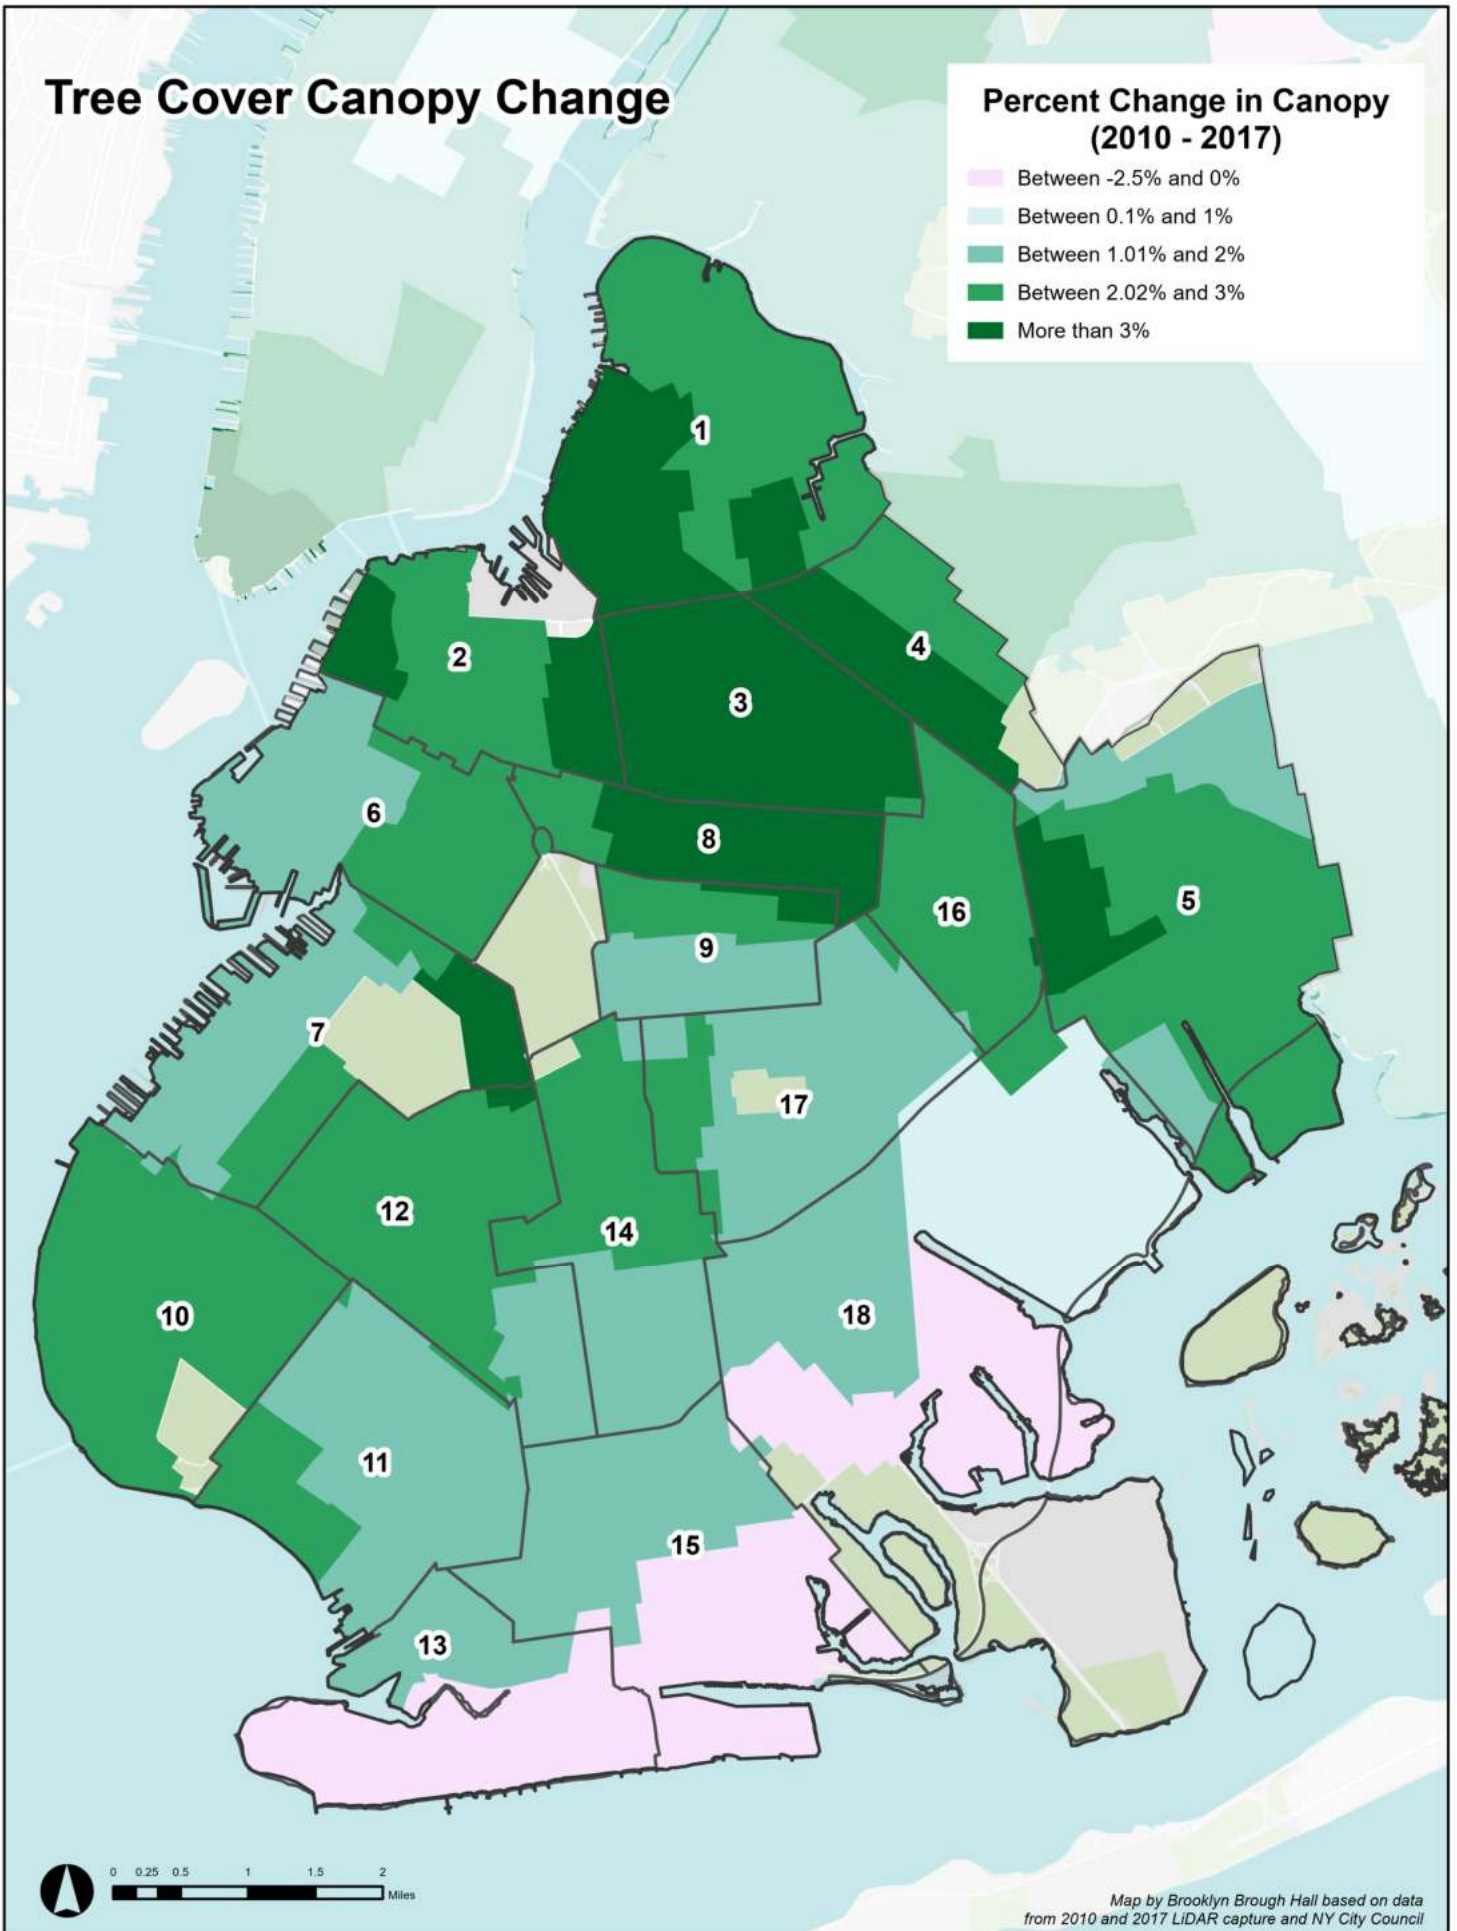 Tree Cover Canopy Change
Percent Change in Canopy
(2010 - 2017)
Between -2.5% and 0%
Between 0.1% and 1%
Between 1.01% and 2%
Between 2.02% and 3%
More than 3%
1
2
4
3
6
8
5
16
9
7
17
12
14
10
18
11
15
13
0 0.25 0.5 1 1.5 2
Miles
Map by Brooklyn Brough Hall based on data
from 2010 and 2017 LiDAR capture and NY City Council